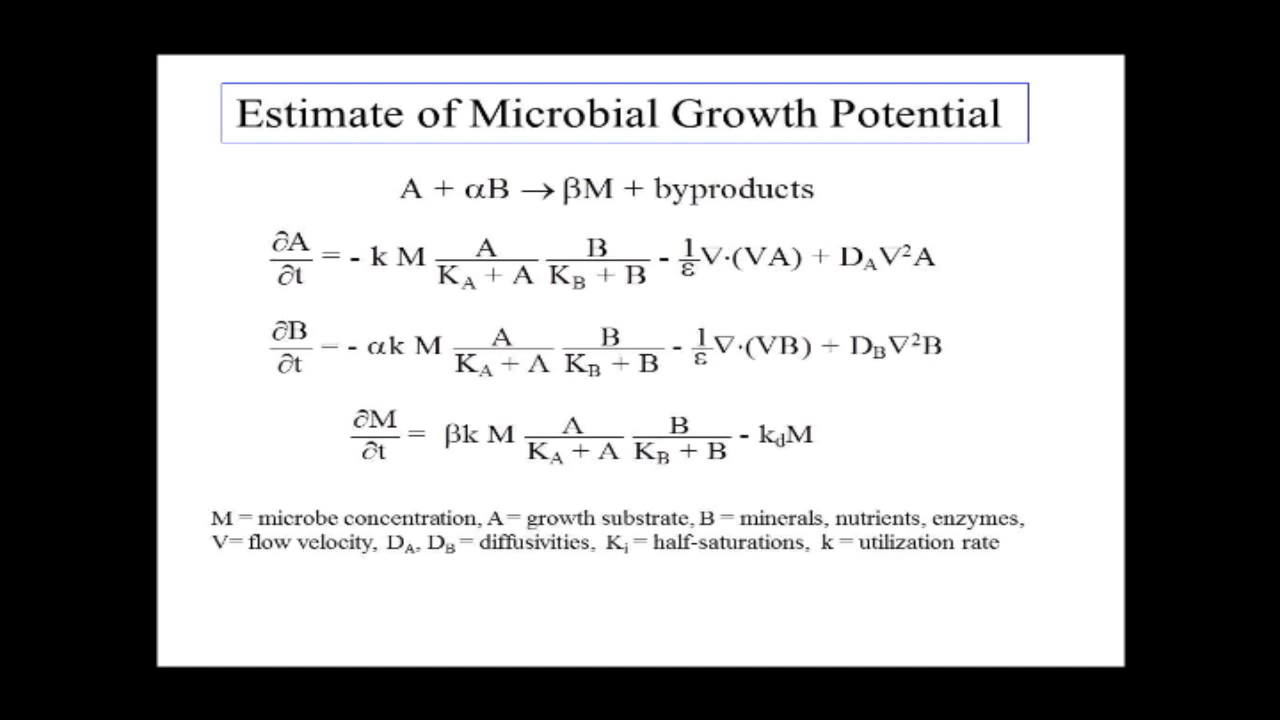 Estimate of Microbial Growth Potential
A + αB → βM + byproducts
∂A/∂t = - k M A/(K_A + A) B/(K_B + B) - 1/ε ∇·(VA) + D_A∇²A
∂B/∂t = - αk M A/(K_A + A) B/(K_B + B) - 1/ε ∇·(VB) + D_B∇²B
∂M/∂t = βk M A/(K_A + A) B/(K_B + B) - k_dM
M = microbe concentration, A = growth substrate, B = minerals, nutrients, enzymes,
V= flow velocity, D_A, D_B = diffusivities, K_i = half-saturations, k = utilization rate